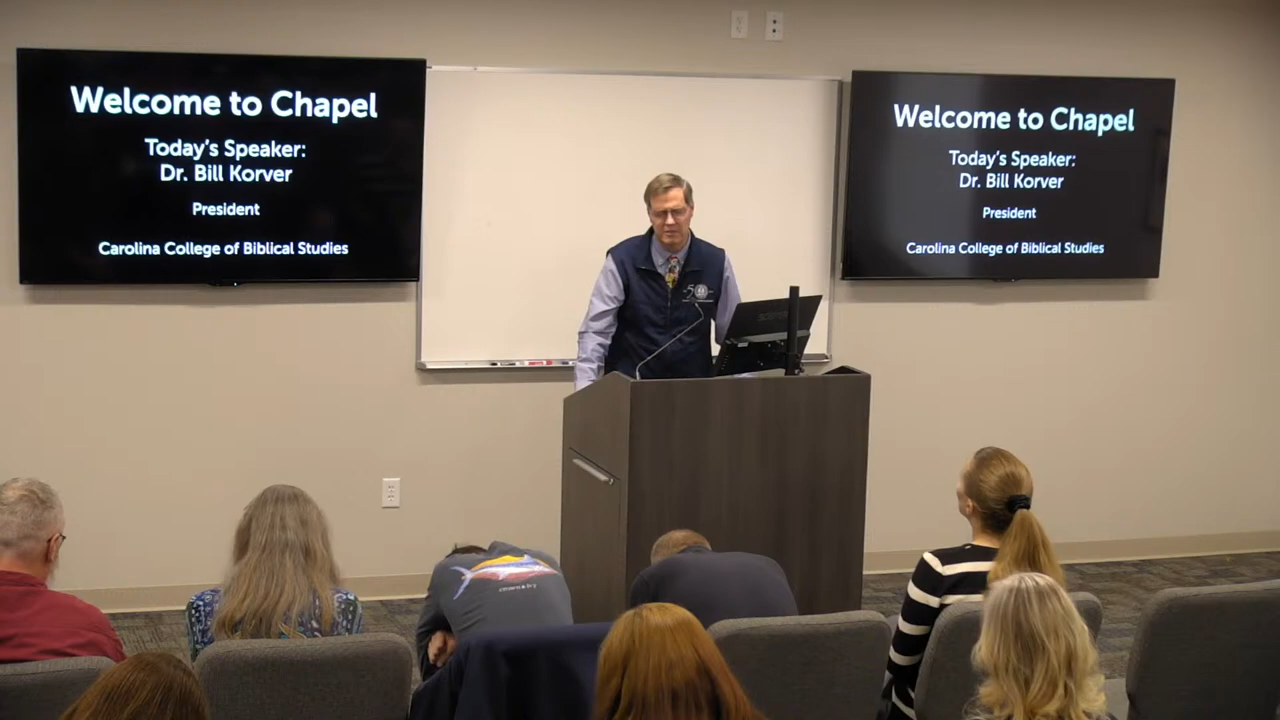 Welcome to Chapel
Today's Speaker:
Dr. Bill Korver
President
Carolina College of Biblical Studies
Welcome to Chapel
Today's Speaker:
Dr. Bill Korver
President
Carolina College of Biblical Studies
50